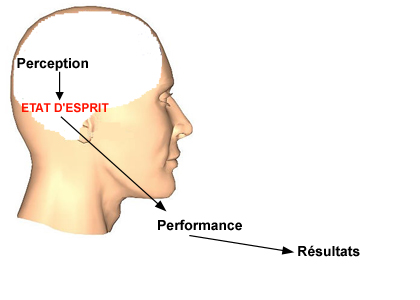 Perception
ETAT D'ESPRIT
Performance
Résultats